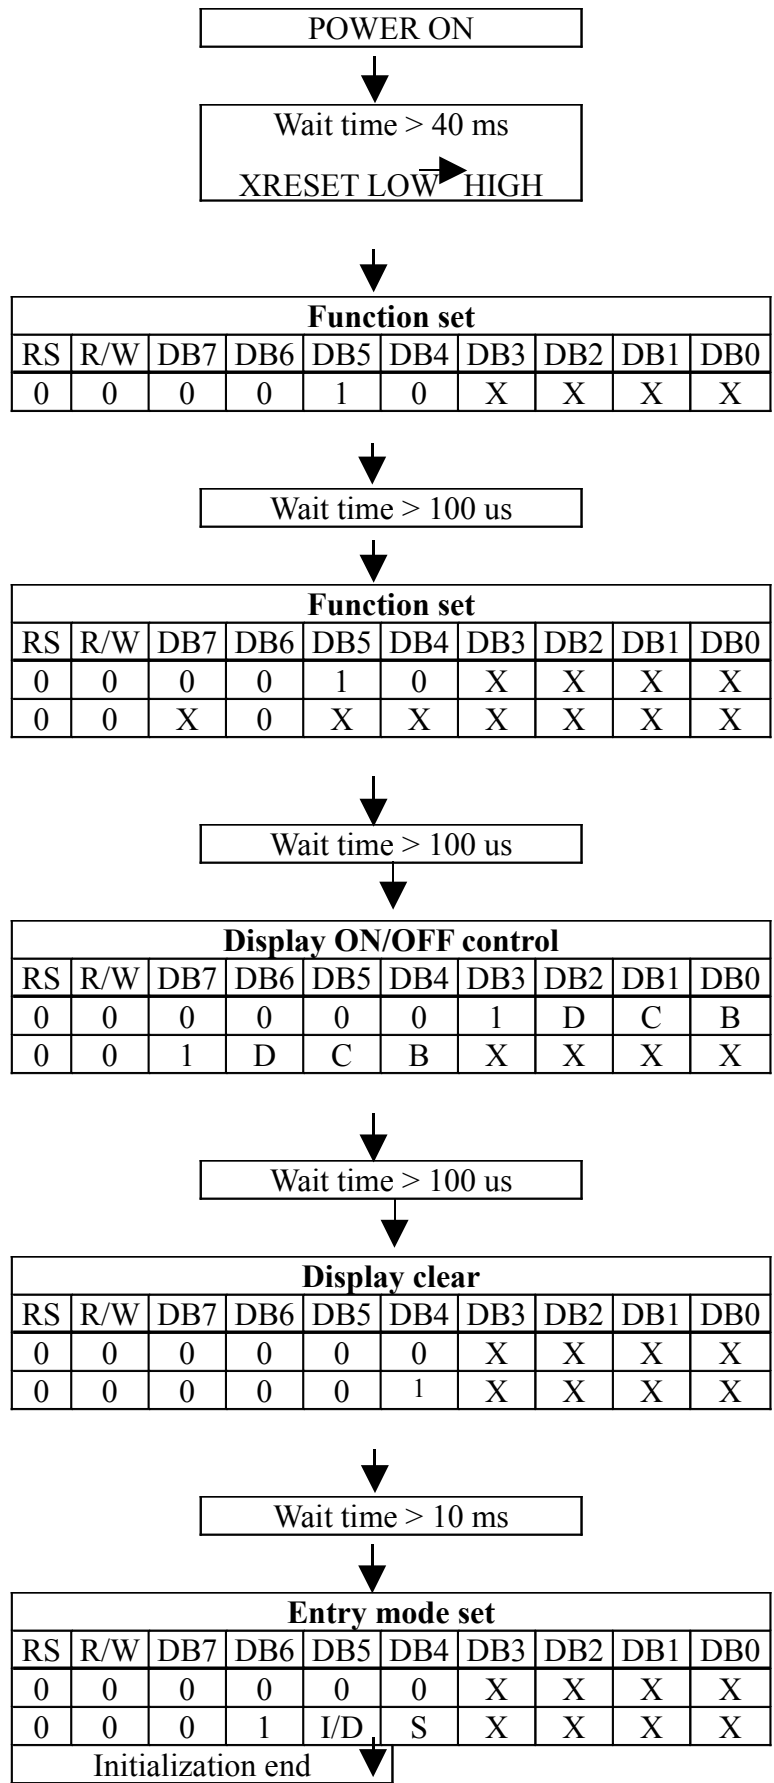 POWER ON
Wait time > 40 ms
XRESET LOW HIGH
Function set
RS R/W DB7 DB6 DB5 DB4 DB3 DB2 DB1 DB0
0 0 0 0 1 0 X X X X
Wait time > 100 us
Function set
RS R/W DB7 DB6 DB5 DB4 DB3 DB2 DB1 DB0
0 0 0 0 1 0 X X X X
0 0 X 0 X X X X X X
Wait time > 100 us
Display ON/OFF control
RS R/W DB7 DB6 DB5 DB4 DB3 DB2 DB1 DB0
0 0 0 0 0 0 1 D C B
0 0 1 D C B X X X X
Wait time > 100 us
Display clear
RS R/W DB7 DB6 DB5 DB4 DB3 DB2 DB1 DB0
0 0 0 0 0 0 X X X X
0 0 0 0 0 1 X X X X
Wait time > 10 ms
Entry mode set
RS R/W DB7 DB6 DB5 DB4 DB3 DB2 DB1 DB0
0 0 0 0 0 0 X X X X
0 0 0 1 I/D S X X X X
Initialization end